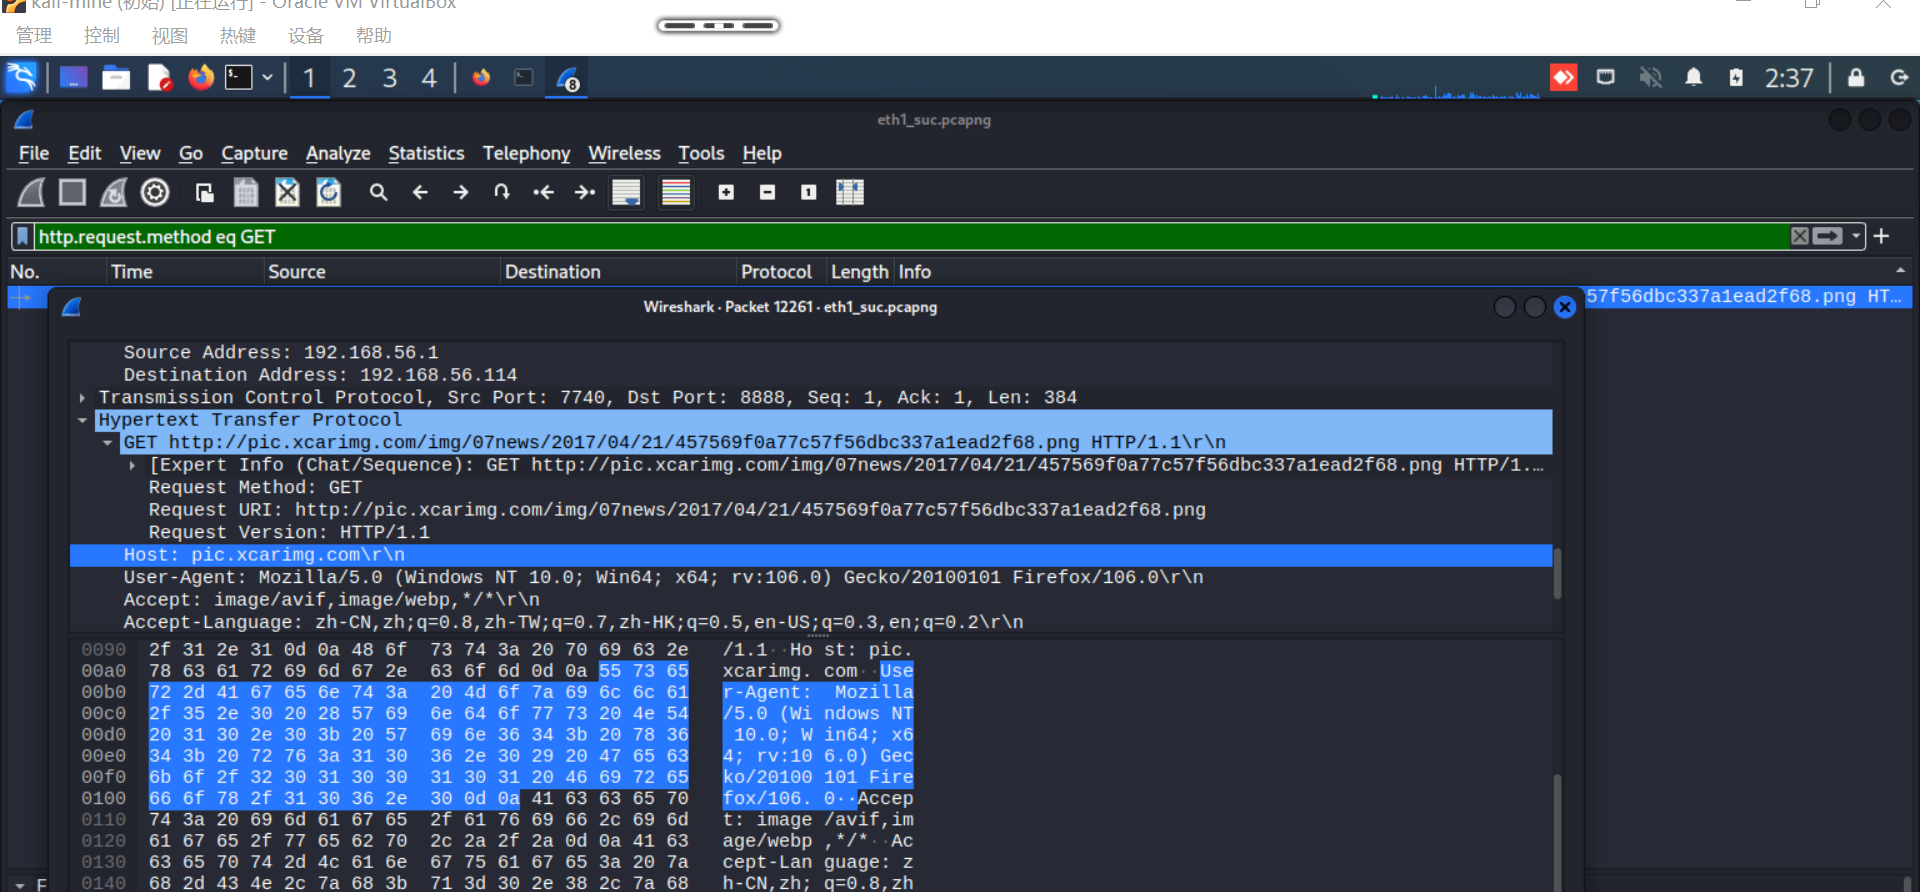 kali-mine (初始) [正在运行] - Oracle VM VirtualBox
管理 控制 视图 热键 设备 帮助
1 2 3 4 8 2:37
eth1_suc.pcapng
File Edit View Go Capture Analyze Statistics Telephony Wireless Tools Help
http.request.method eq GET
No. Time Source Destination Protocol Length Info
57f56dbc337a1ead2f68.png HT…
Wireshark · Packet 12261 · eth1_suc.pcapng
Source Address: 192.168.56.1
Destination Address: 192.168.56.114
Transmission Control Protocol, Src Port: 7740, Dst Port: 8888, Seq: 1, Ack: 1, Len: 384
Hypertext Transfer Protocol
GET http://pic.xcarimg.com/img/07news/2017/04/21/457569f0a77c57f56dbc337a1ead2f68.png HTTP/1.1\r\n
[Expert Info (Chat/Sequence): GET http://pic.xcarimg.com/img/07news/2017/04/21/457569f0a77c57f56dbc337a1ead2f68.png HTTP/1.…
Request Method: GET
Request URI: http://pic.xcarimg.com/img/07news/2017/04/21/457569f0a77c57f56dbc337a1ead2f68.png
Request Version: HTTP/1.1
Host: pic.xcarimg.com\r\n
User-Agent: Mozilla/5.0 (Windows NT 10.0; Win64; x64; rv:106.0) Gecko/20100101 Firefox/106.0\r\n
Accept: image/avif,image/webp,*/*\r\n
Accept-Language: zh-CN,zh;q=0.8,zh-TW;q=0.7,zh-HK;q=0.5,en-US;q=0.3,en;q=0.2\r\n
0090 2f 31 2e 31 0d 0a 48 6f 73 74 3a 20 70 69 63 2e /1.1··Ho st: pic.
00a0 78 63 61 72 69 6d 67 2e 63 6f 6d 0d 0a 55 73 65 xcarimg. com··Use
00b0 72 2d 41 67 65 6e 74 3a 20 4d 6f 7a 69 6c 6c 61 r-Agent: Mozilla
00c0 2f 35 2e 30 20 28 57 69 6e 64 6f 77 73 20 4e 54 /5.0 (Wi ndows NT
00d0 20 31 30 2e 30 3b 20 57 69 6e 36 34 3b 20 78 36 10.0; W in64; x6
00e0 34 3b 20 72 76 3a 31 30 36 2e 30 29 20 47 65 63 4; rv:10 6.0) Gec
00f0 6b 6f 2f 32 30 31 30 30 31 30 31 20 46 69 72 65 ko/20100 101 Fire
0100 66 6f 78 2f 31 30 36 2e 30 0d 0a 41 63 63 65 70 fox/106. 0··Accep
0110 74 3a 20 69 6d 61 67 65 2f 61 76 69 66 2c 69 6d t: image /avif,im
0120 61 67 65 2f 77 65 62 70 2c 2a 2f 2a 0d 0a 41 63 age/webp ,*/*··Ac
0130 63 65 70 74 2d 4c 61 6e 67 75 61 67 65 3a 20 7a cept-Lan guage: z
0140 68 2d 43 4e 2c 7a 68 3b 71 3d 30 2e 38 2c 7a 68 h-CN,zh; q=0.8,zh